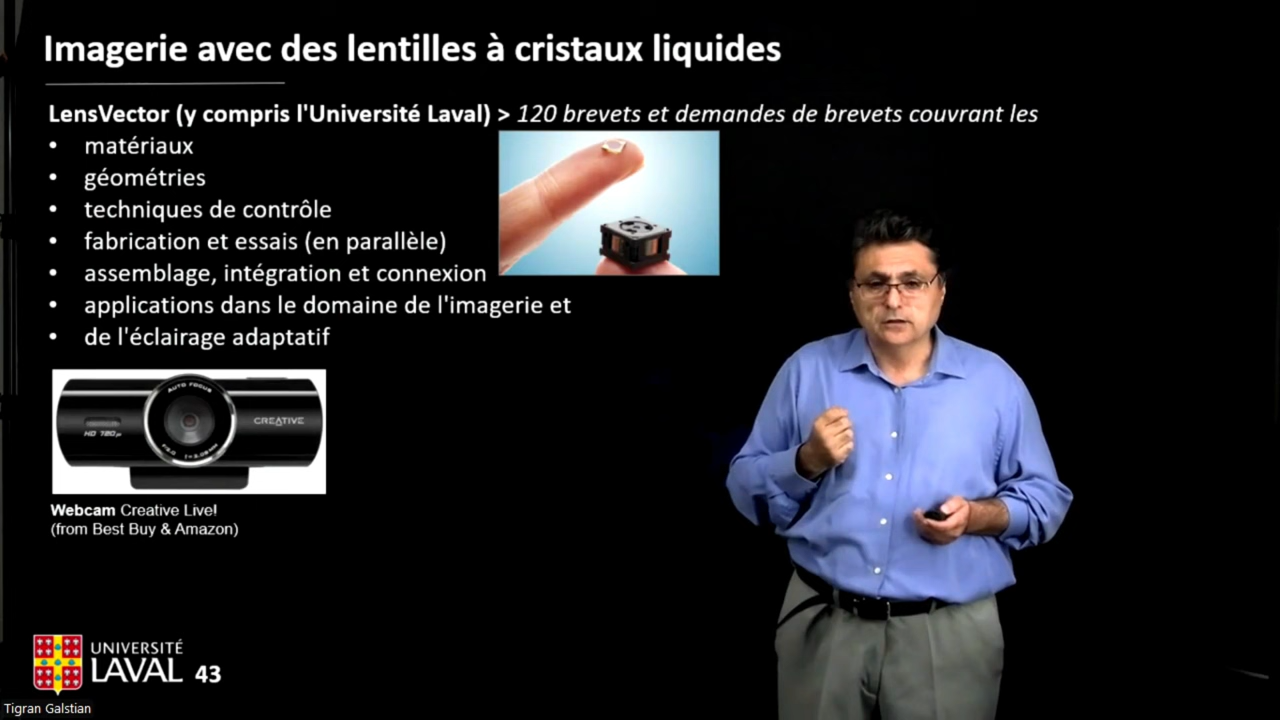 Imagerie avec des lentilles à cristaux liquides
LensVector (y compris l'Université Laval) > 120 brevets et demandes de brevets couvrant les
• matériaux
• géométries
• techniques de contrôle
• fabrication et essais (en parallèle)
• assemblage, intégration et connexion
• applications dans le domaine de l'imagerie et
• de l'éclairage adaptatif
AUTO FOCUS
HD 720p
CREATIVE
Webcam Creative Live!
(from Best Buy & Amazon)
UNIVERSITÉ
LAVAL 43
Tigran Galstian